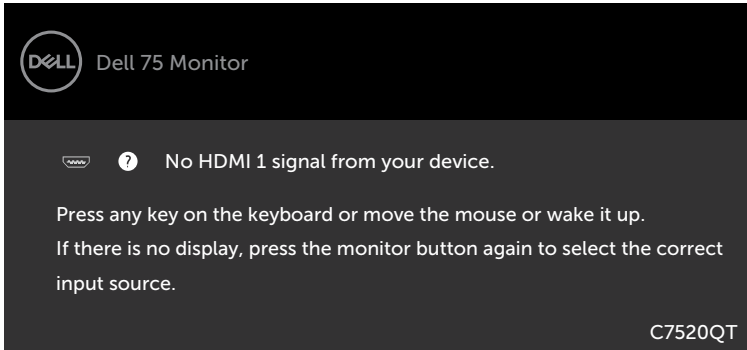 DELL Dell 75 Monitor
? No HDMI 1 signal from your device.
Press any key on the keyboard or move the mouse or wake it up.
If there is no display, press the monitor button again to select the correct
input source.
C7520QT